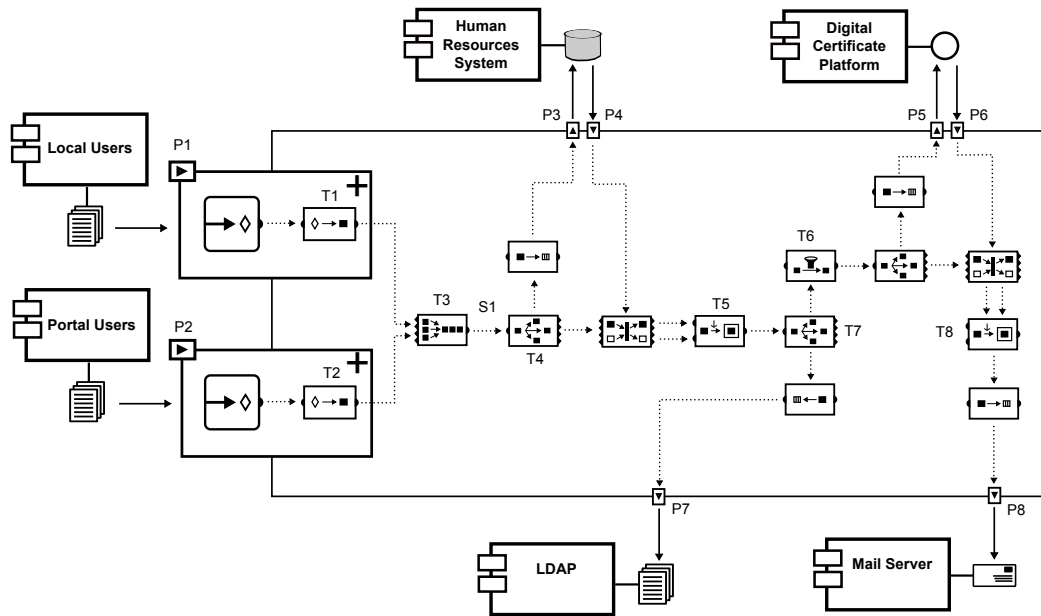 Human
Resources
System
Digital
Certificate
Platform
P3
P4
P5
P6
Local Users
P1
T1
T6
Portal Users
P2
T3
S1
T4
T5
T7
T8
T2
P7
P8
LDAP
Mail Server